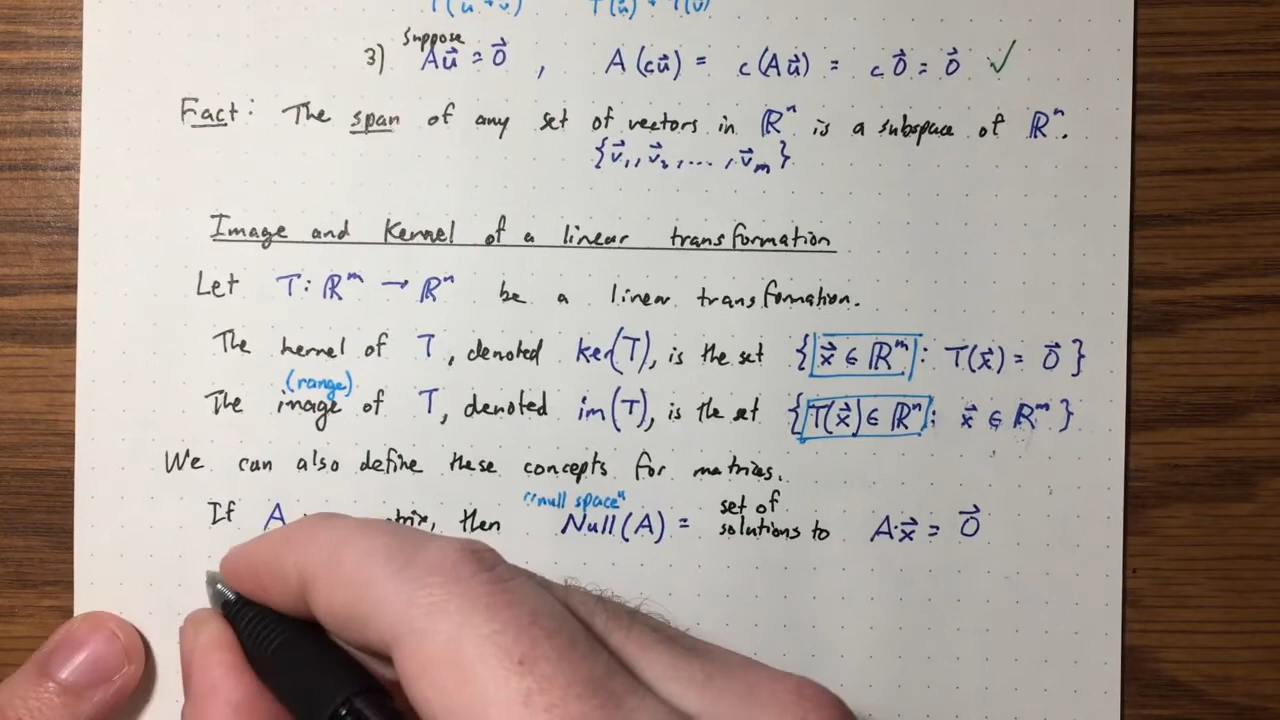 T(u+v) T(u⃗)+T(v)
Suppose
3) Au⃗ = 0⃗ , A(cu⃗) = c(Au⃗) = c0⃗ = 0⃗ ✓
Fact: The span of any set of vectors in ℝⁿ is a subspace of ℝⁿ.
{v⃗₁, v⃗₂, ..., v⃗ₘ}
Image and Kernel of a linear transformation
Let T: ℝᵐ → ℝⁿ be a linear transformation.
The kernel of T, denoted ker(T), is the set {x⃗ ∈ ℝᵐ : T(x⃗) = 0⃗}
(range)
The image of T, denoted im(T), is the set {T(x⃗) ∈ ℝⁿ : x⃗ ∈ ℝᵐ}
We can also define these concepts for matrices.
"null space" set of
If A then Null(A) = solutions to A·x⃗ = 0⃗